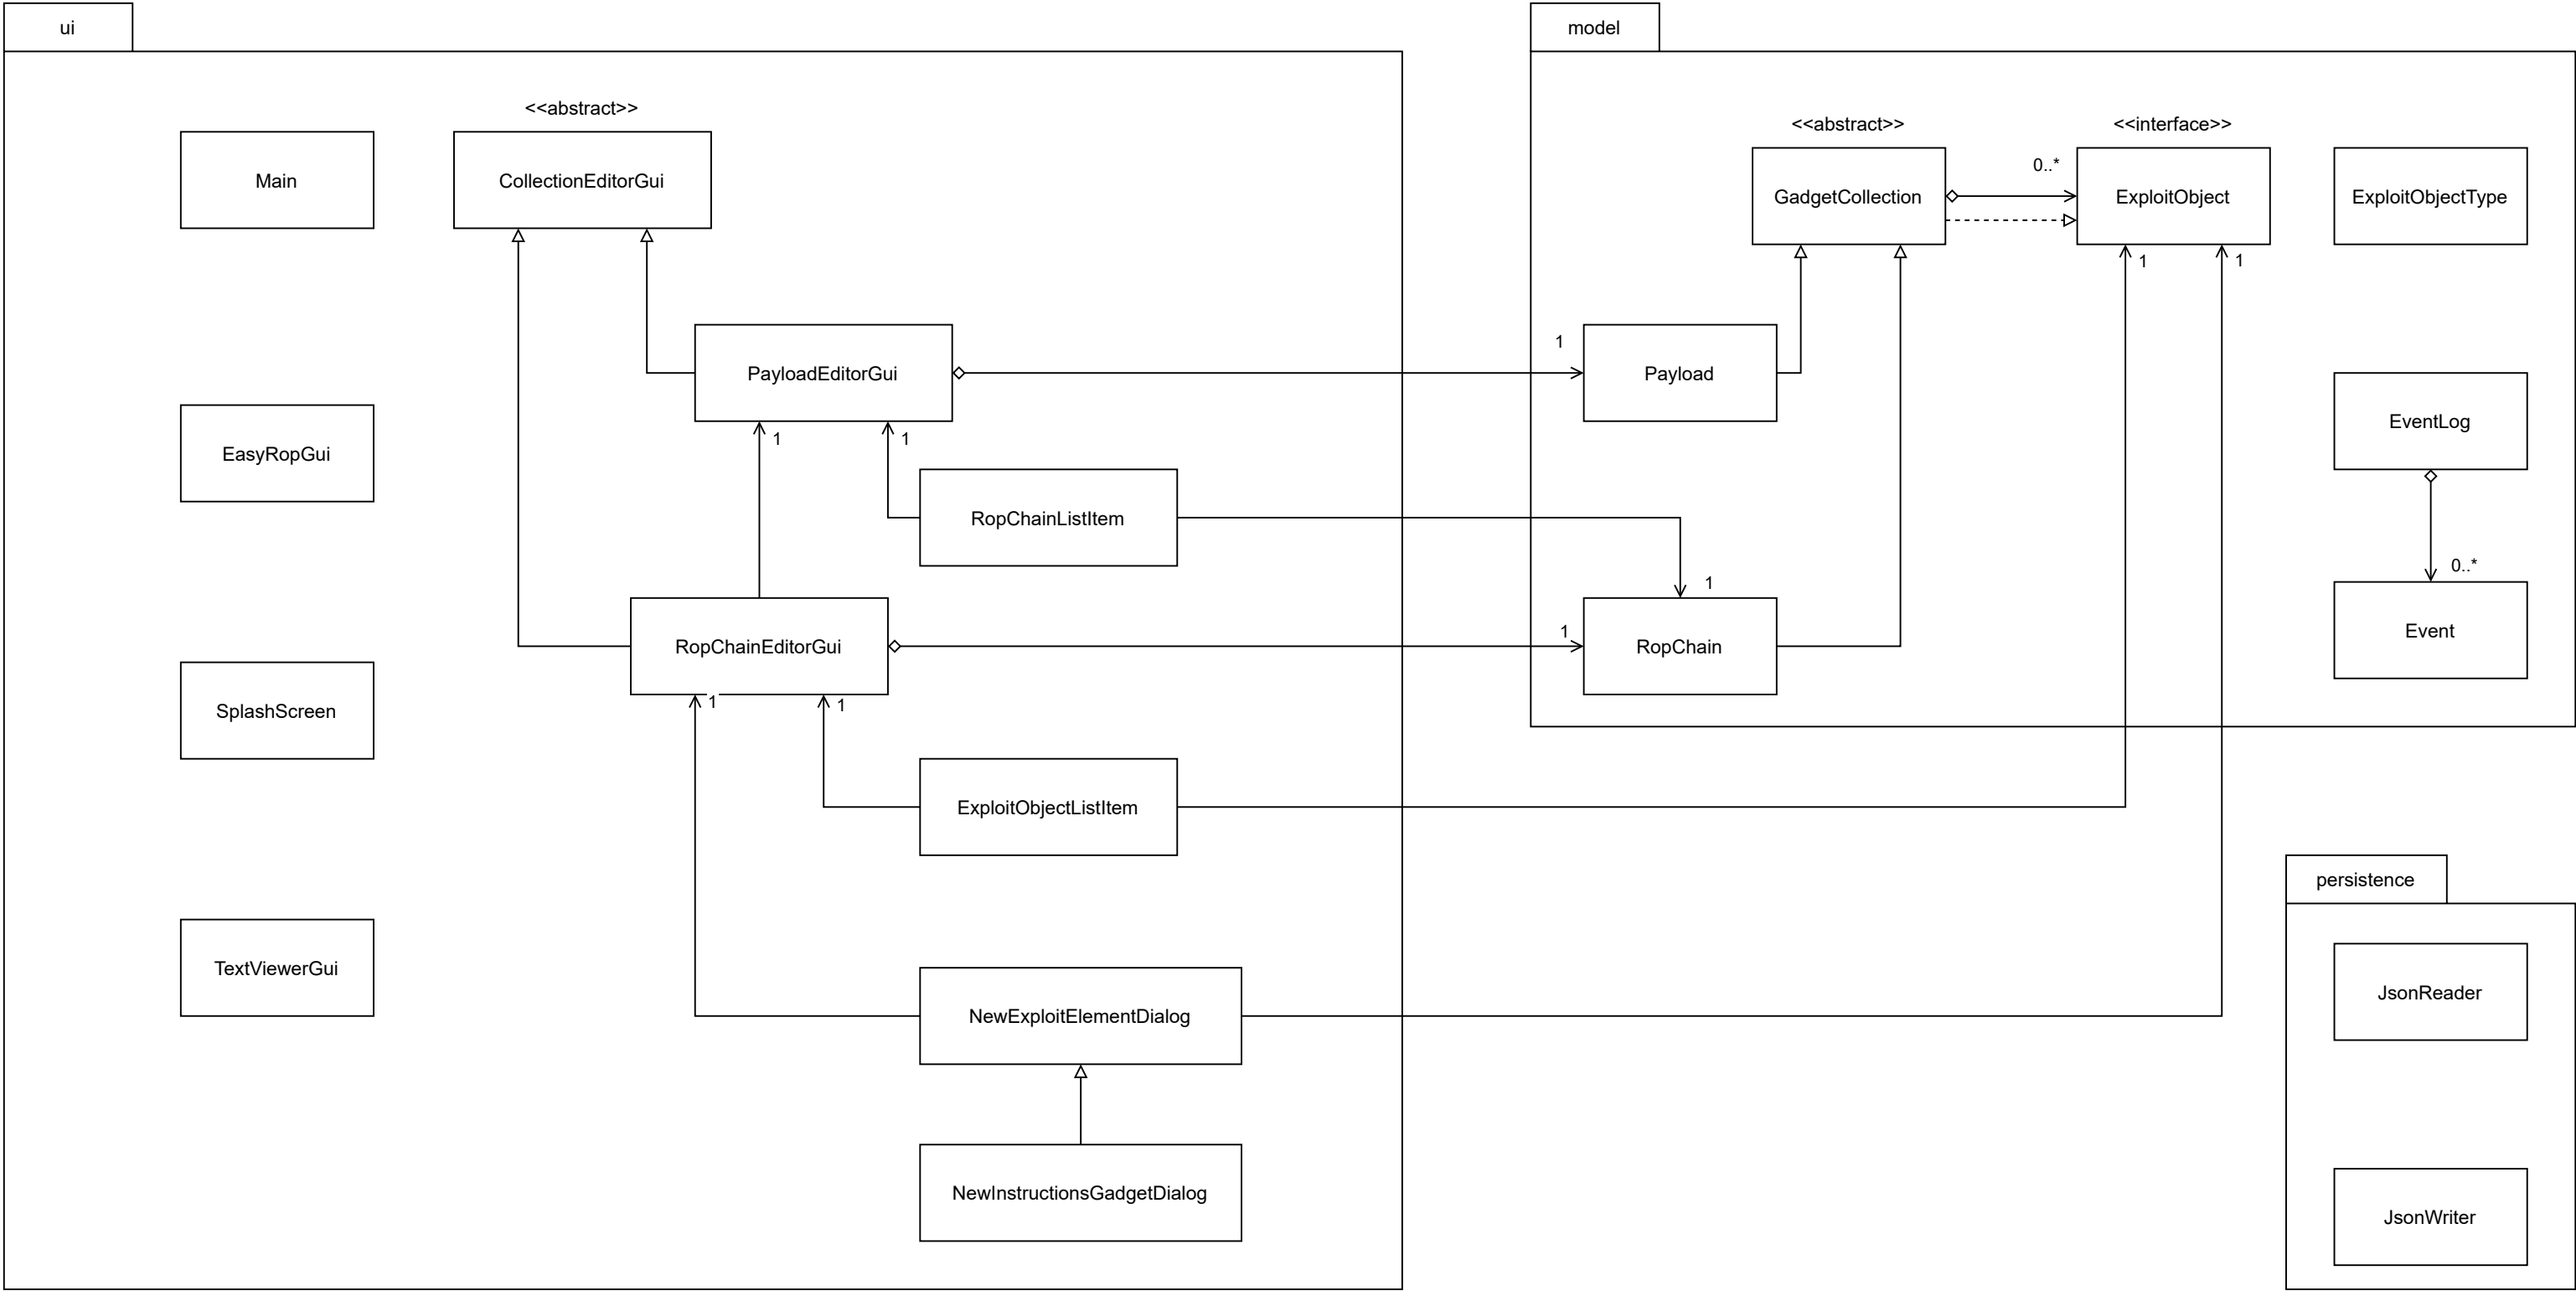 ui
model
<<abstract>>
<<abstract>>
<<interface>>
Main
CollectionEditorGui
0..*
GadgetCollection
ExploitObject
ExploitObjectType
1
1
1
PayloadEditorGui
Payload
EventLog
1
1
EasyRopGui
RopChainListItem
0..*
1
Event
1
RopChainEditorGui
RopChain
1
1
SplashScreen
ExploitObjectListItem
persistence
TextViewerGui
JsonReader
NewExploitElementDialog
NewInstructionsGadgetDialog
JsonWriter